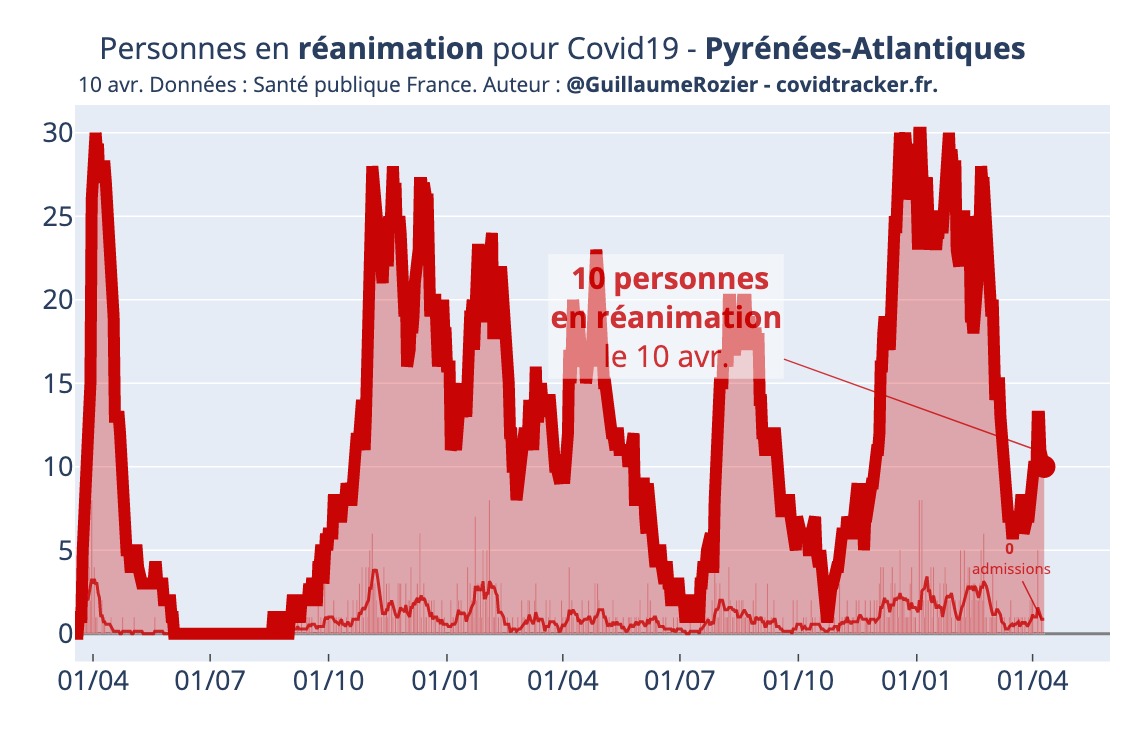 Personnes en réanimation pour Covid19 - Pyrénées-Atlantiques
10 avr. Données : Santé publique France. Auteur : @GuillaumeRozier - covidtracker.fr.
30
25
20
15
10
5
0
10 personnes
en réanimation
le 10 avr.
0
admissions
01/04 01/07 01/10 01/01 01/04 01/07 01/10 01/01 01/04